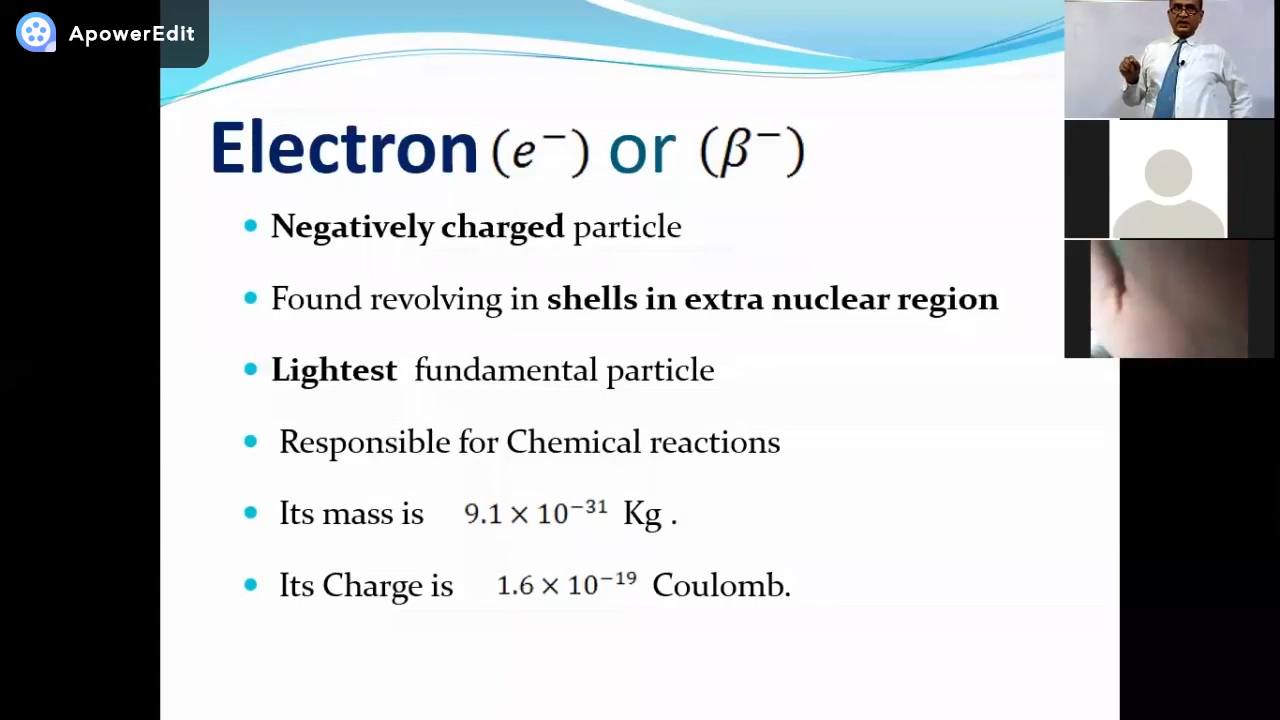 ApowerEdit
Electron (e⁻) or (β⁻)
• Negatively charged particle
• Found revolving in shells in extra nuclear region
• Lightest fundamental particle
• Responsible for Chemical reactions
• Its mass is 9.1 × 10⁻³¹ Kg .
• Its Charge is 1.6 × 10⁻¹⁹ Coulomb.